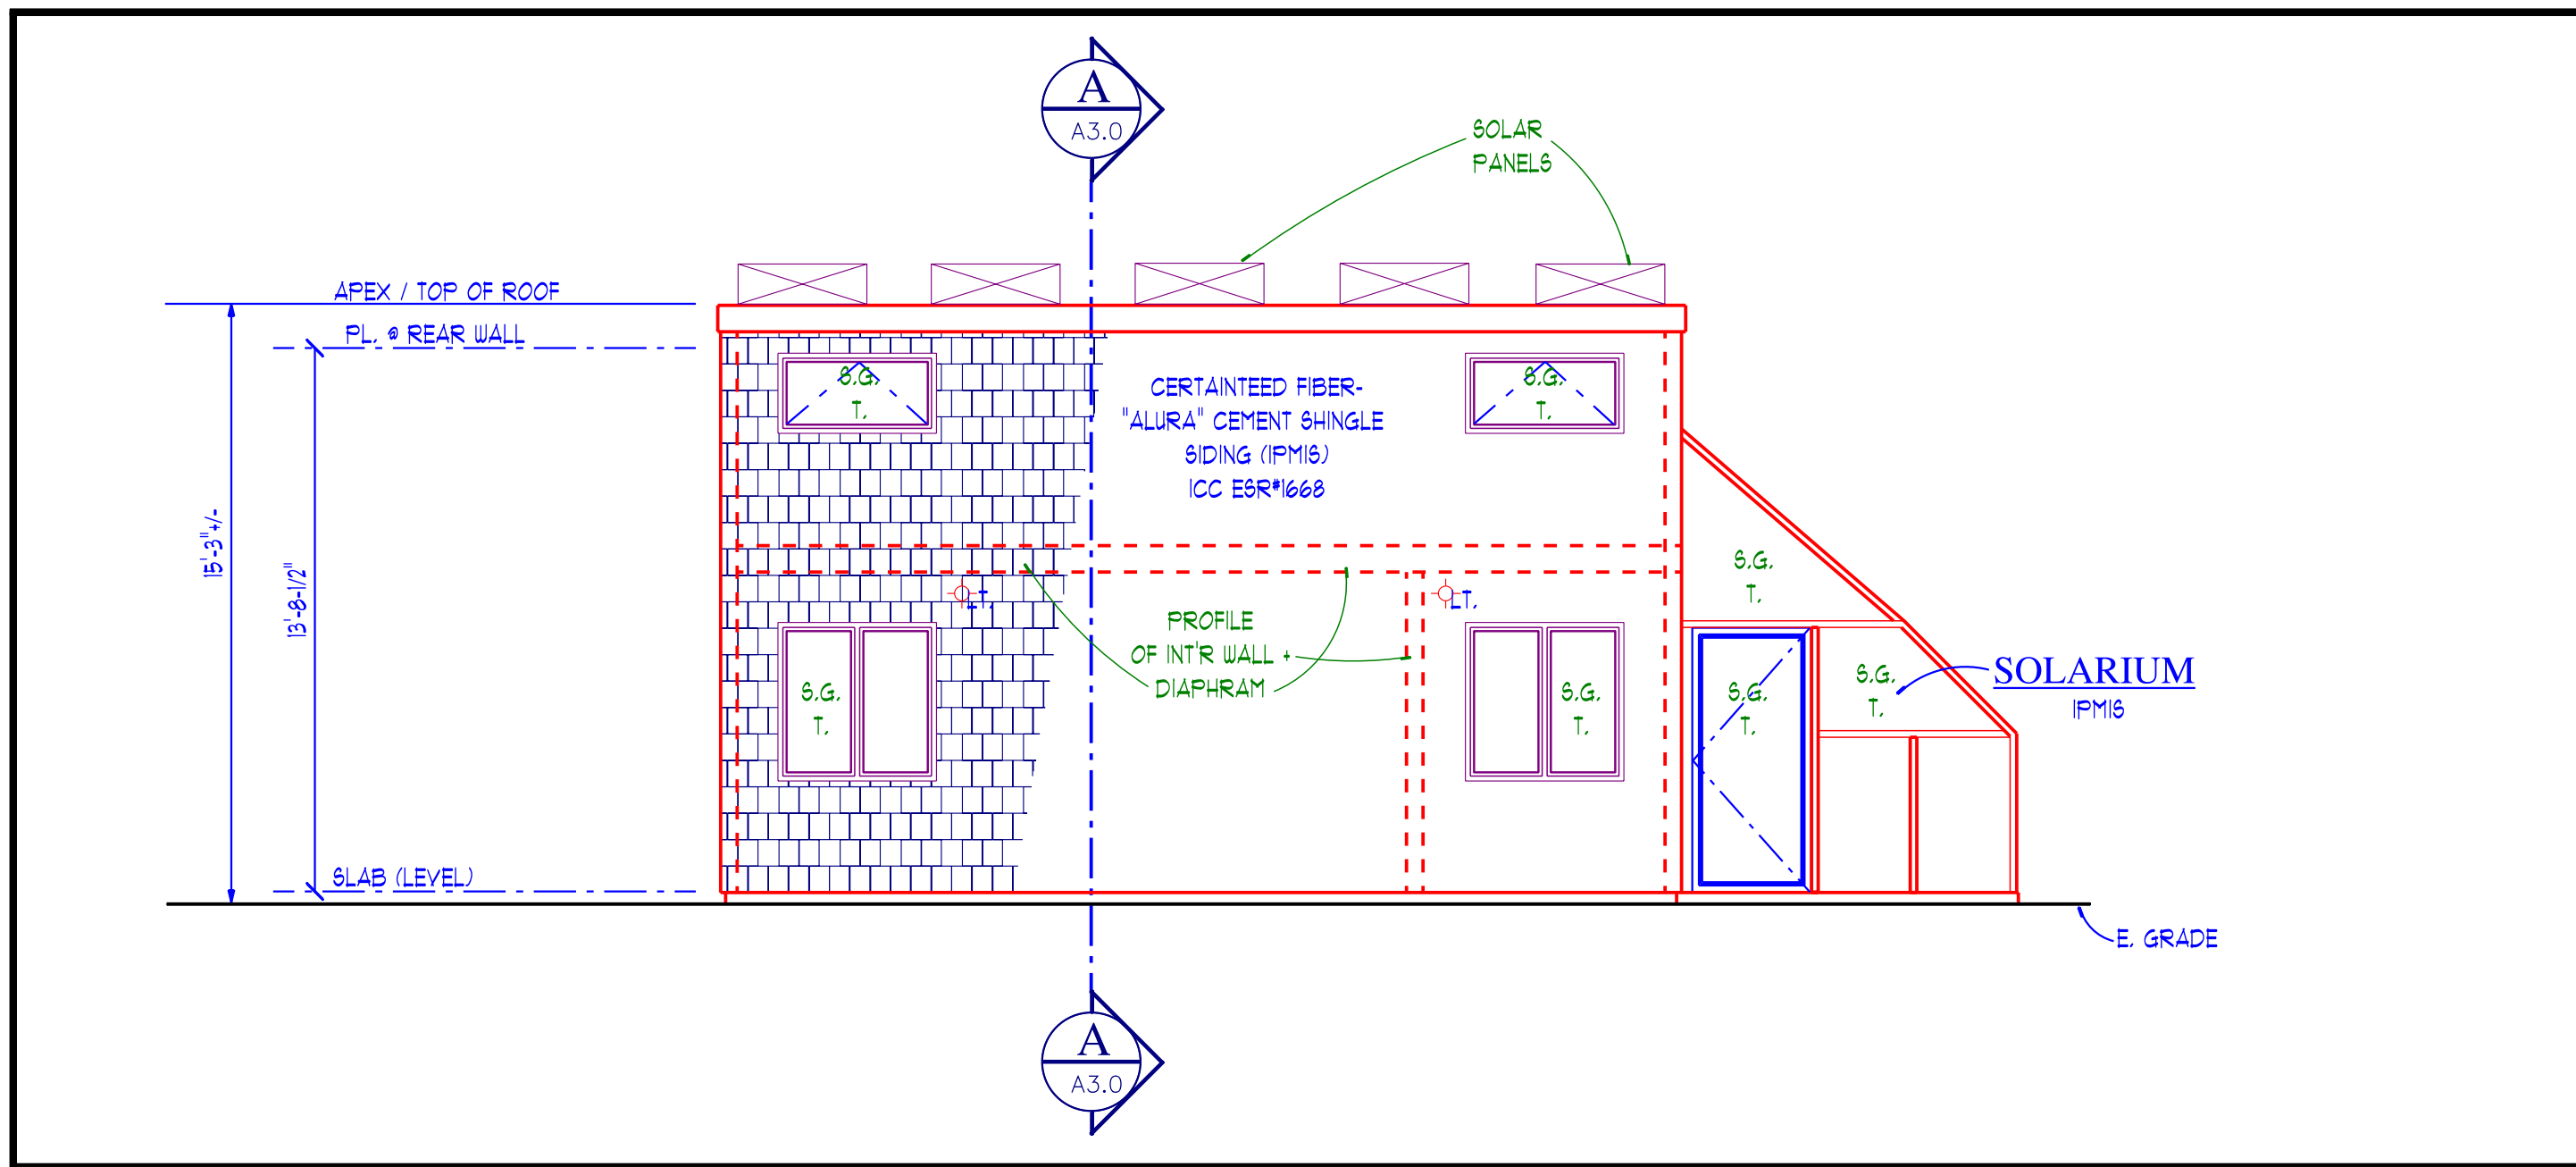 A
A3.0
SOLAR
PANELS
APEX / TOP OF ROOF
PL. @ REAR WALL
S.G.
T.
CERTAINTEED FIBER-
"ALURA" CEMENT SHINGLE
SIDING (IPMIS)
ICC ESR#1668
S.G.
T.
15'-3"+/-
13'-8-1/2"
S.G.
T.
LT.
LT.
PROFILE
OF INT'R WALL +
DIAPHRAM
S.G.
T.
S.G.
T.
S.G.
T.
S.G.
T.
SOLARIUM
IPMIS
SLAB (LEVEL)
E. GRADE
A
A3.0